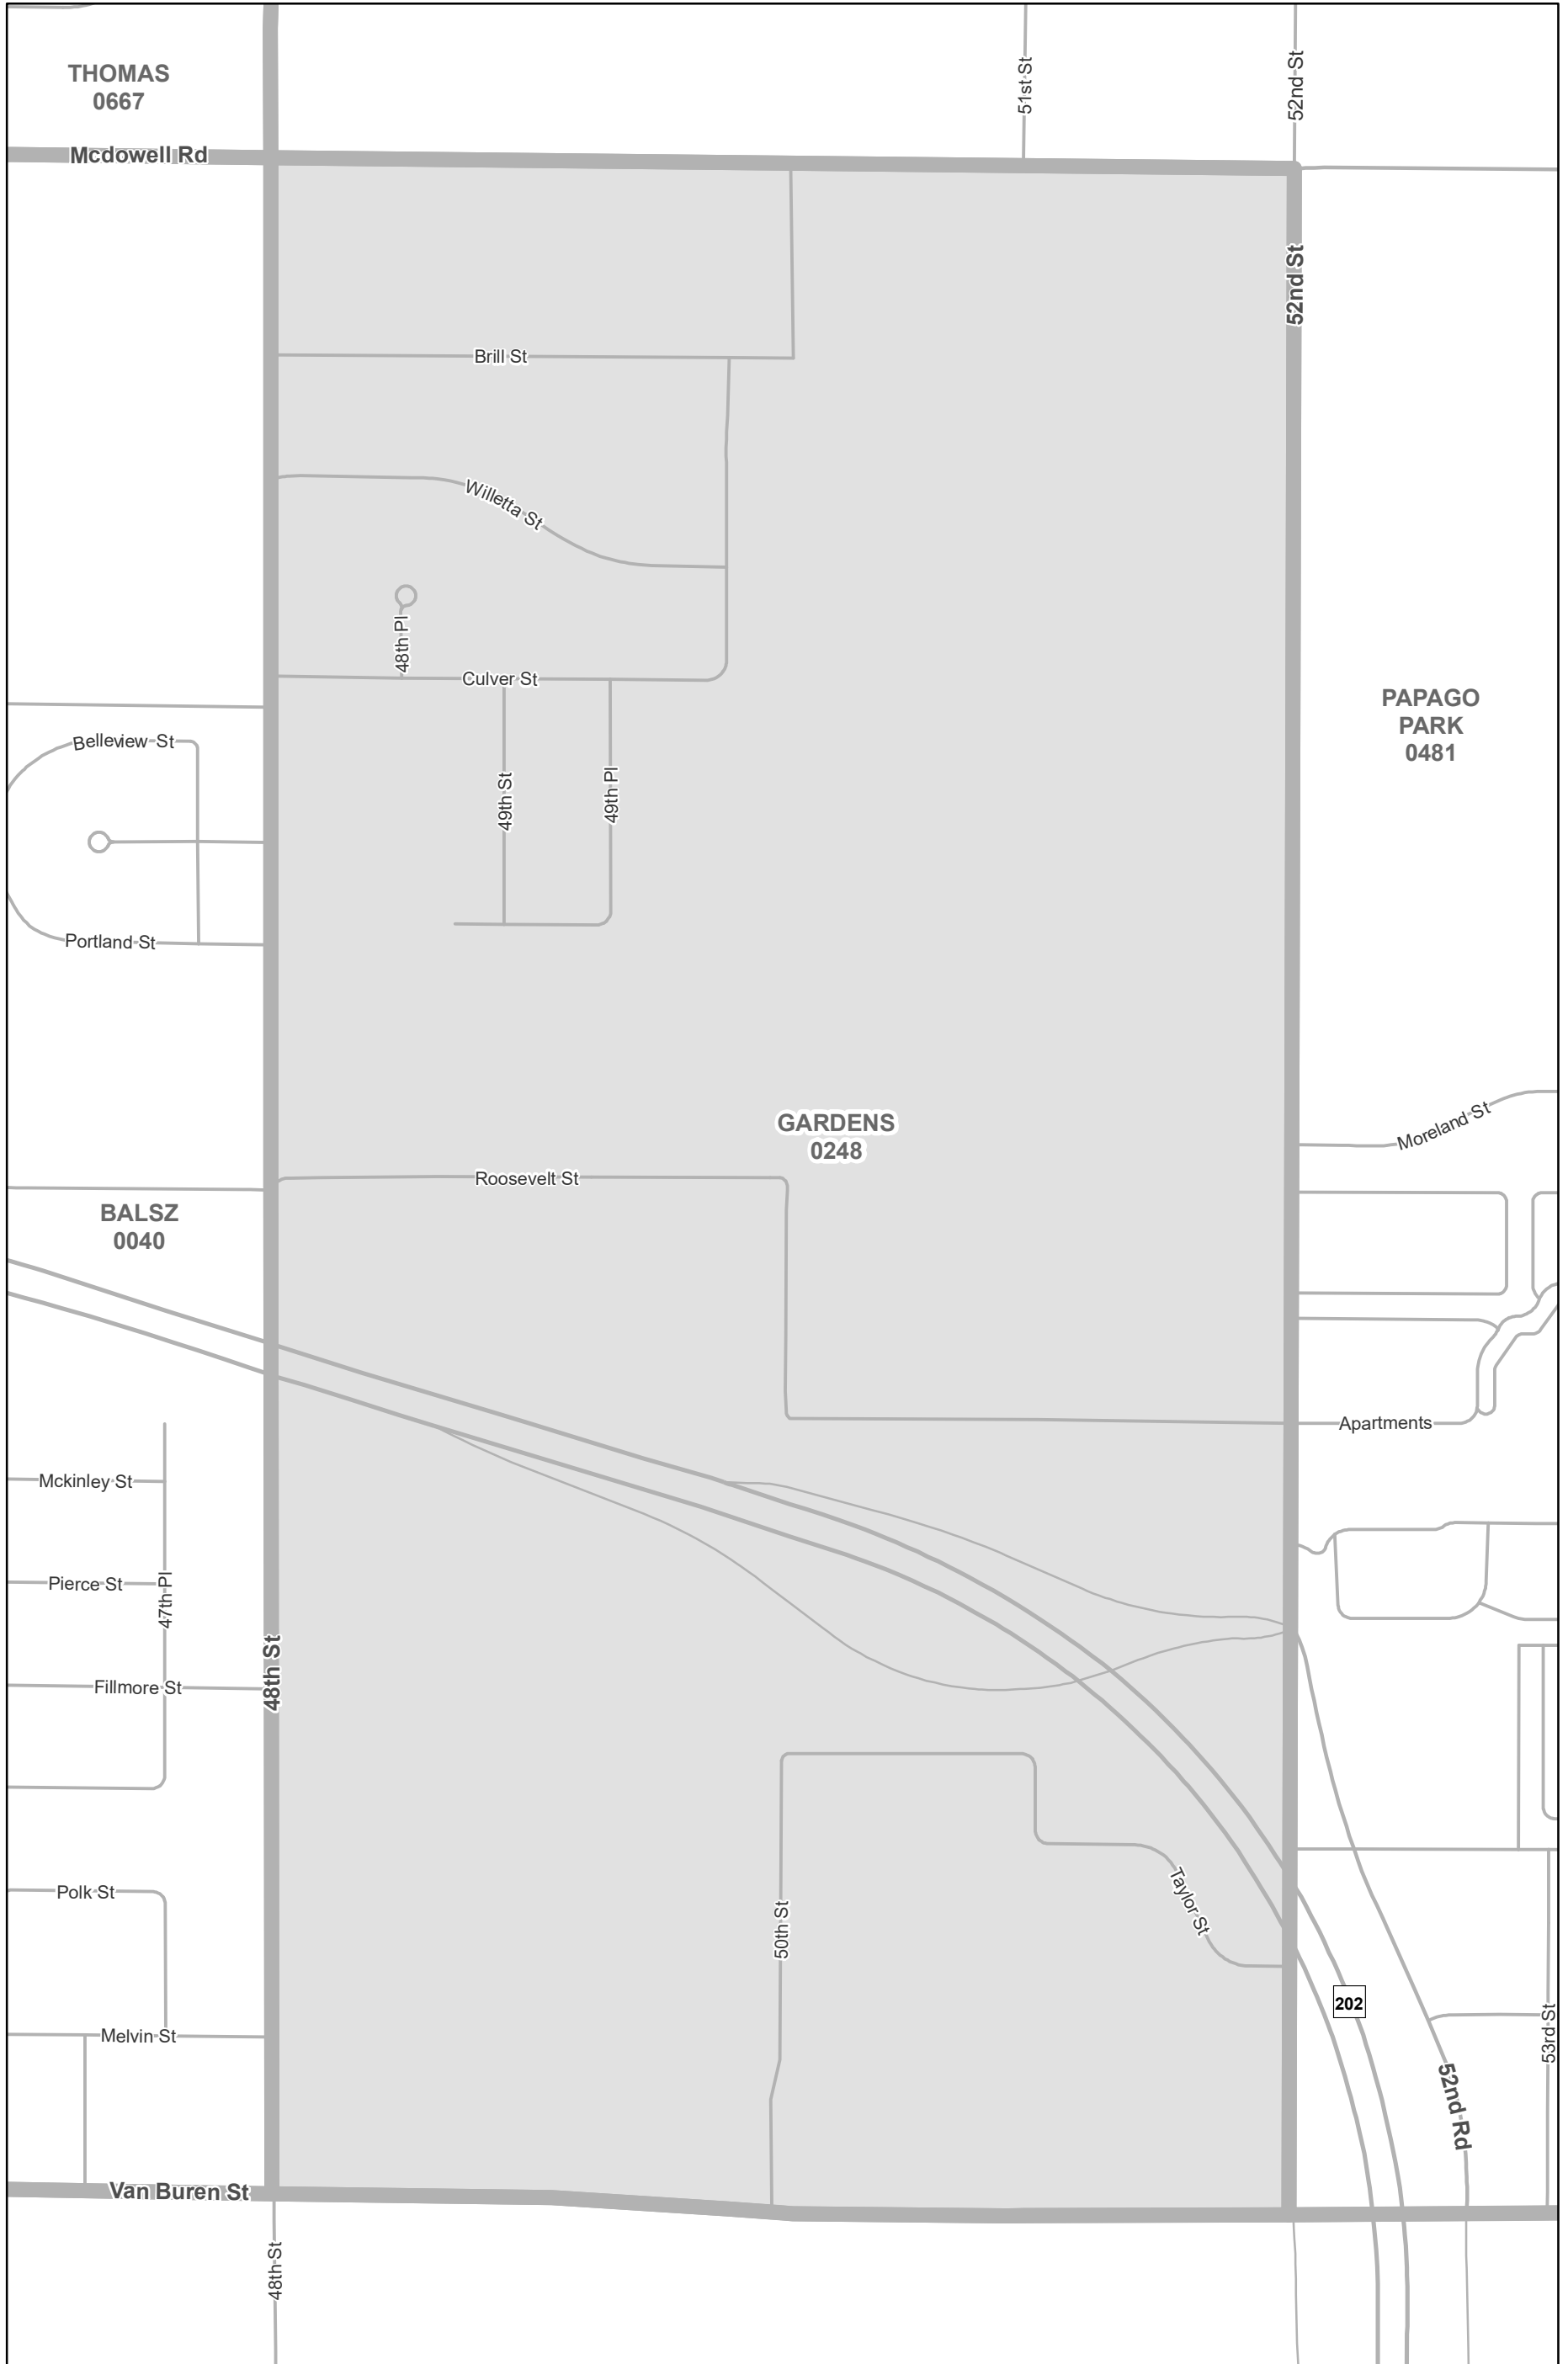 51st St
52nd St
THOMAS
0667
Mcdowell Rd
52nd St
Brill St
Willetta St
48th Pl
Culver St
PAPAGO
PARK
0481
Belleview St
49th St
49th Pl
Portland St
GARDENS
0248
Moreland St
Roosevelt St
BALSZ
0040
Apartments
Mckinley St
Pierce St
47th Pl
48th St
Fillmore St
Polk St
Taylor St
50th St
202
Melvin St
53rd St
52nd Rd
Van Buren St
48th St